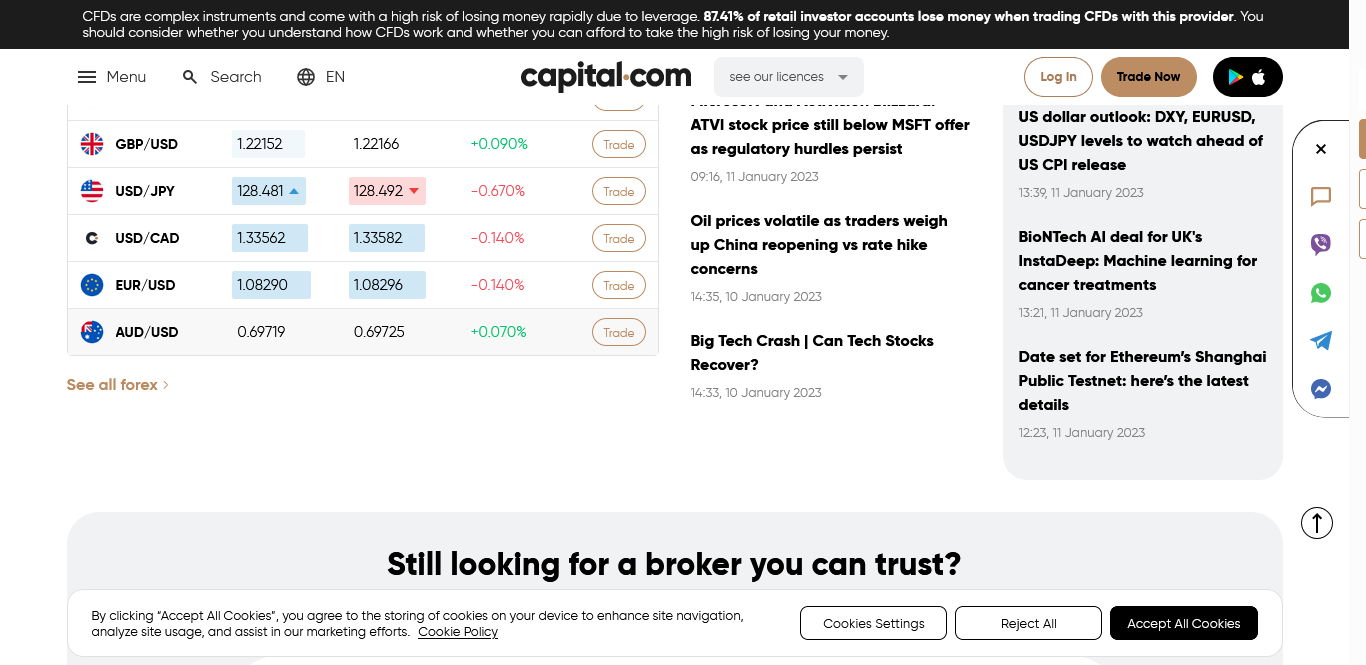 CFDs are complex instruments and come with a high risk of losing money rapidly due to leverage. 87.41% of retail investor accounts lose money when trading CFDs with this provider. You
should consider whether you understand how CFDs work and whether you can afford to take the high risk of losing your money.
Menu
Search
EN
capital.com
see our licences
Log In
Trade Now
GBP/USD 1.22152 1.22166 +0.090% Trade
USD/JPY 128.481 128.492 -0.670% Trade
USD/CAD 1.33562 1.33582 -0.140% Trade
EUR/USD 1.08290 1.08296 -0.140% Trade
AUD/USD 0.69719 0.69725 +0.070% Trade
See all forex
Microsoft and Activision Blizzard:
ATVI stock price still below MSFT offer
as regulatory hurdles persist
09:16, 11 January 2023
Oil prices volatile as traders weigh
up China reopening vs rate hike
concerns
14:35, 10 January 2023
Big Tech Crash | Can Tech Stocks
Recover?
14:33, 10 January 2023
US dollar outlook: DXY, EURUSD,
USDJPY levels to watch ahead of
US CPI release
13:39, 11 January 2023
BioNTech AI deal for UK's
InstaDeep: Machine learning for
cancer treatments
13:21, 11 January 2023
Date set for Ethereum’s Shanghai
Public Testnet: here’s the latest
details
12:23, 11 January 2023
Still looking for a broker you can trust?
By clicking “Accept All Cookies”, you agree to the storing of cookies on your device to enhance site navigation,
analyze site usage, and assist in our marketing efforts. Cookie Policy
Cookies Settings
Reject All
Accept All Cookies